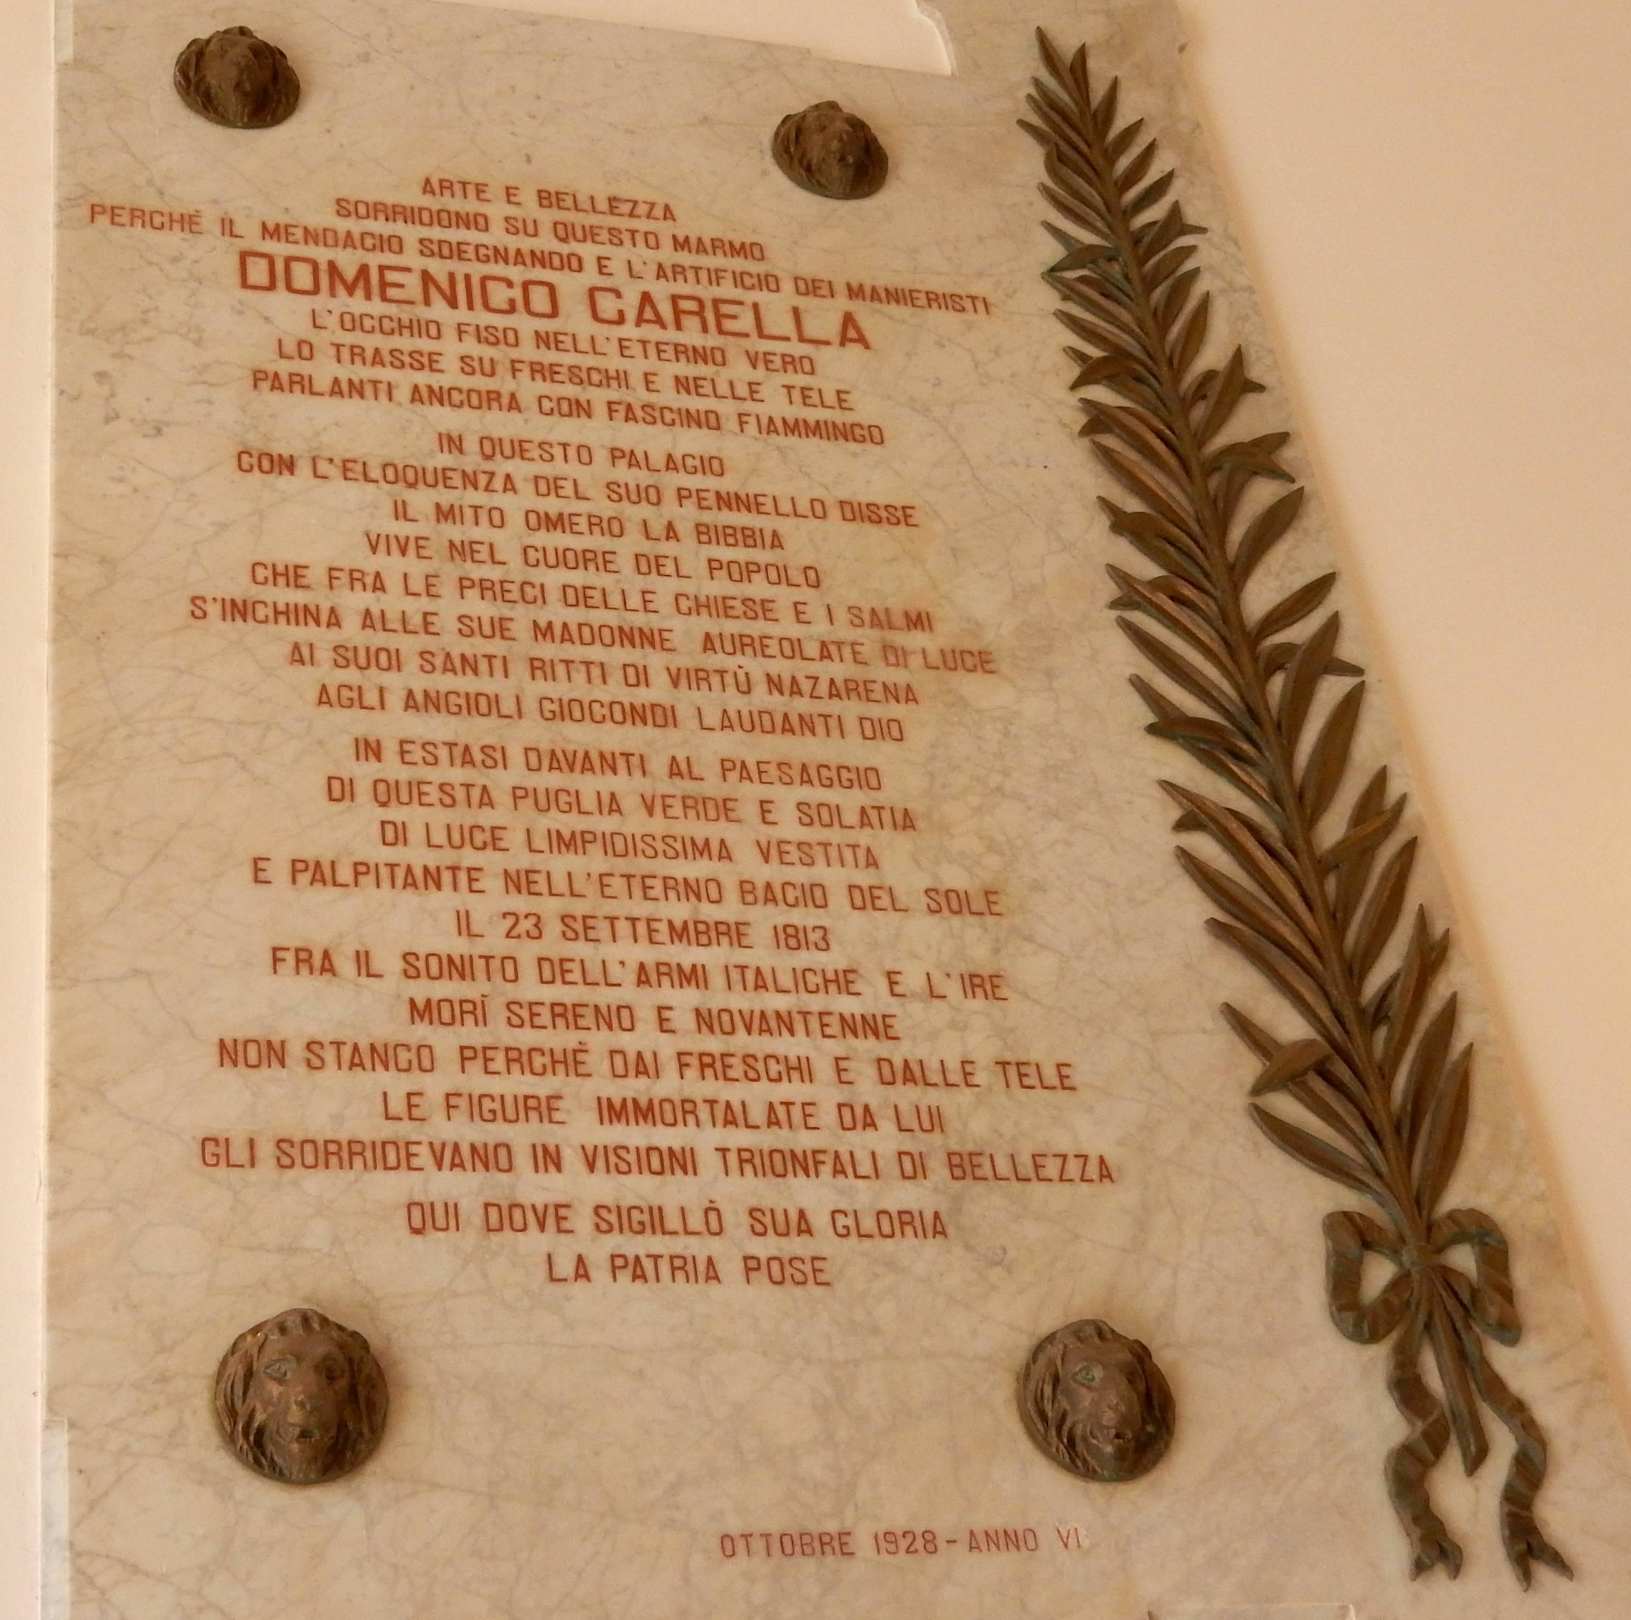 ARTE E BELLEZZA
SORRIDONO SU QUESTO MARMO
PERCHÈ IL MENDACIO SDEGNANDO E L'ARTIFICIO DEI MANIERISTI
DOMENICO CARELLA
L'OCCHIO FISO NELL'ETERNO VERO
LO TRASSE SU FRESCHI E NELLE TELE
PARLANTI ANCORA CON FASCINO FIAMMINGO
IN QUESTO PALAGIO
CON L'ELOQUENZA DEL SUO PENNELLO DISSE
IL MITO OMERO LA BIBBIA
VIVE NEL CUORE DEL POPOLO
CHE FRA LE PRECI DELLE CHIESE E I SALMI
S'INCHINA ALLE SUE MADONNE AUREOLATE DI LUCE
AI SUOI SANTI RITTI DI VIRTÙ NAZARENA
AGLI ANGIOLI GIOCONDI LAUDANTI DIO
IN ESTASI DAVANTI AL PAESAGGIO
DI QUESTA PUGLIA VERDE E SOLATIA
DI LUCE LIMPIDISSIMA VESTITA
E PALPITANTE NELL'ETERNO BACIO DEL SOLE
IL 23 SETTEMBRE 1813
FRA IL SONITO DELL'ARMI ITALICHE E L'IRE
MORÌ SERENO E NOVANTENNE
NON STANCO PERCHÈ DAI FRESCHI E DALLE TELE
LE FIGURE IMMORTALATE DA LUI
GLI SORRIDEVANO IN VISIONI TRIONFALI DI BELLEZZA
QUI DOVE SIGILLÒ SUA GLORIA
LA PATRIA POSE
OTTOBRE 1928 - ANNO VI